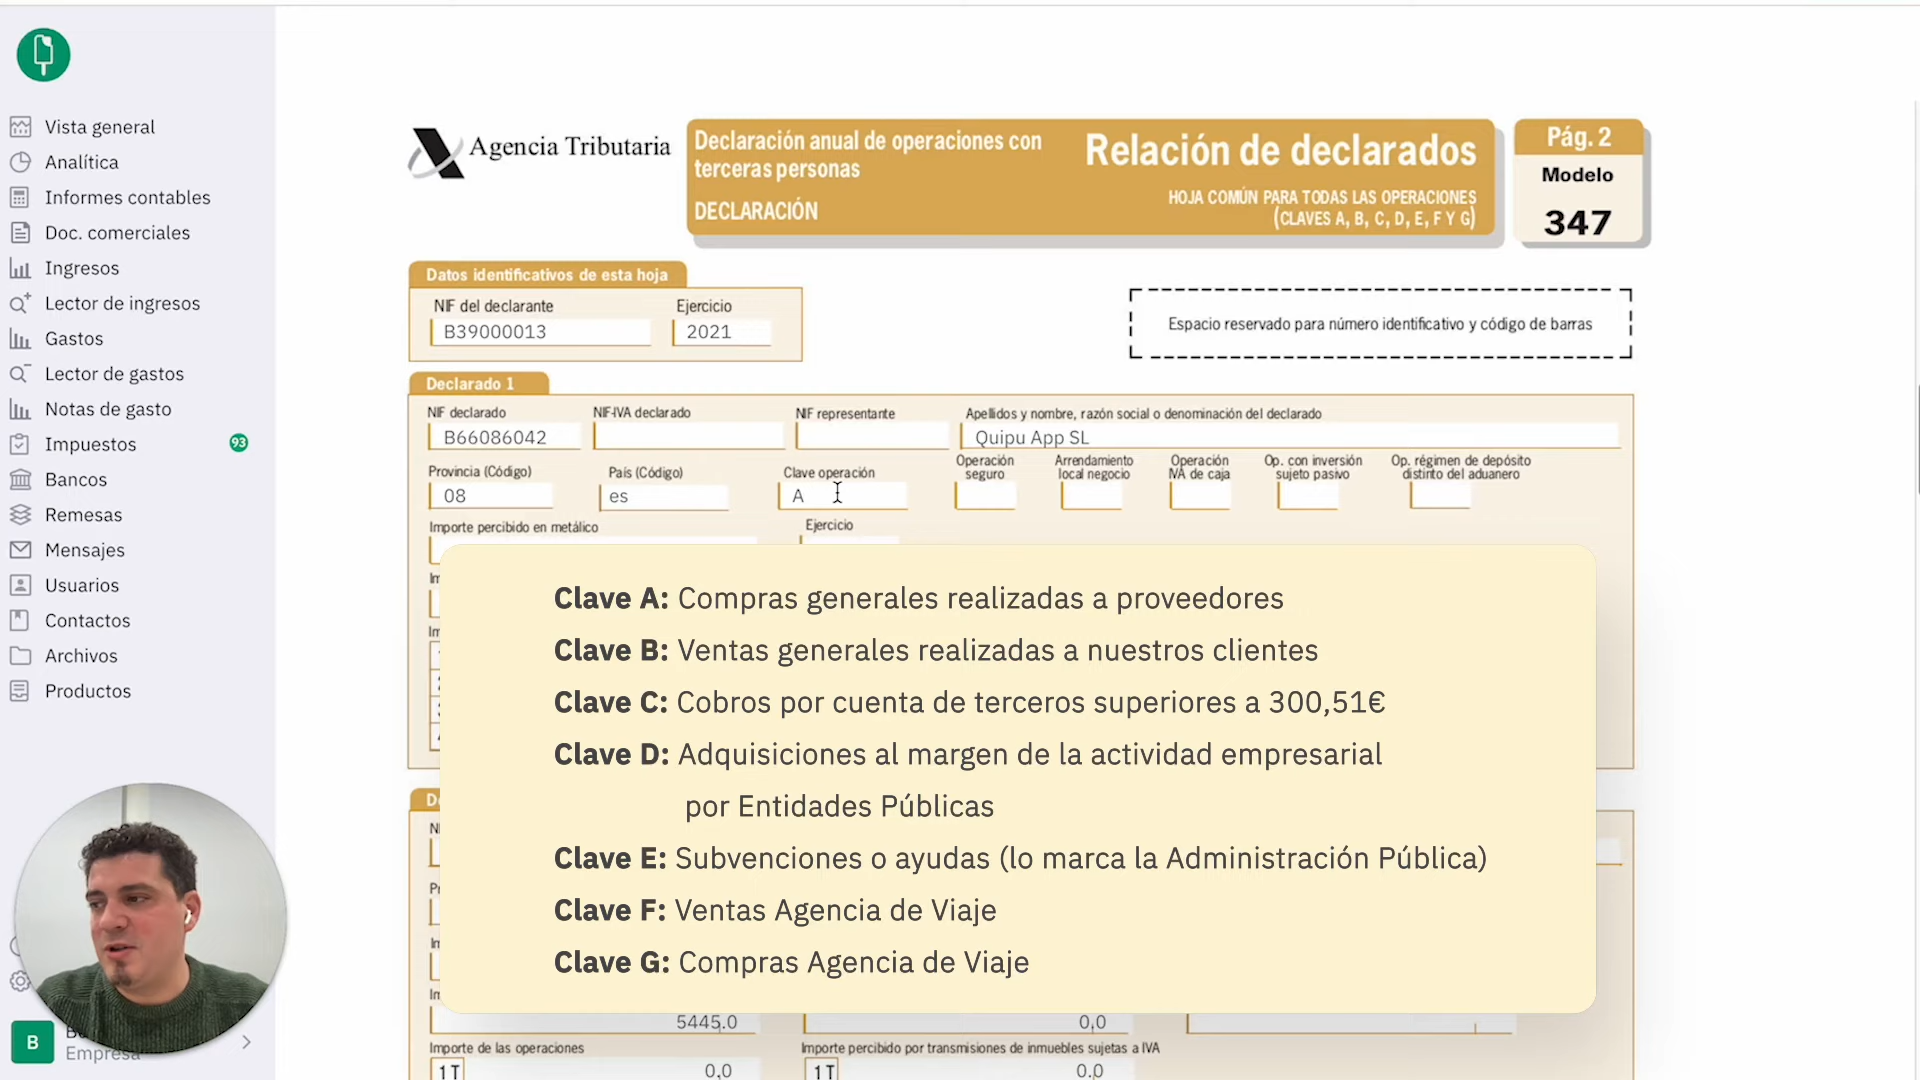 Vista general
Analítica
Informes contables
Doc. comerciales
Ingresos
Lector de ingresos
Gastos
Lector de gastos
Notas de gasto
Impuestos 93
Bancos
Remesas
Mensajes
Usuarios
Contactos
Archivos
Productos
B
Empresa
Agencia Tributaria
Declaración anual de operaciones con
terceras personas
DECLARACIÓN
Relación de declarados
HOJA COMÚN PARA TODAS LAS OPERACIONES
(CLAVES A, B, C, D, E, F Y G)
Pág. 2
Modelo
347
Datos identificativos de esta hoja
NIF del declarante Ejercicio
B39000013 2021
Espacio reservado para número identificativo y código de barras
Declarado 1
NIF declarado NIF-IVA declarado NIF representante Apellidos y nombre, razón social o denominación del declarado
B66086042 Quipu App SL
Provincia (Código) País (Código) Clave operación Operación seguro Arrendamiento local negocio Operación IVA de caja Op. con inversión sujeto pasivo Op. régimen de depósito distinto del aduanero
08 es A
Importe percibido en metálico Ejercicio
Clave A: Compras generales realizadas a proveedores
Clave B: Ventas generales realizadas a nuestros clientes
Clave C: Cobros por cuenta de terceros superiores a 300,51€
Clave D: Adquisiciones al margen de la actividad empresarial
por Entidades Públicas
Clave E: Subvenciones o ayudas (lo marca la Administración Pública)
Clave F: Ventas Agencia de Viaje
Clave G: Compras Agencia de Viaje
5445.0 0,0
Importe de las operaciones Importe percibido por transmisiones de inmuebles sujetas a IVA
1T 0,0 1T 0.0